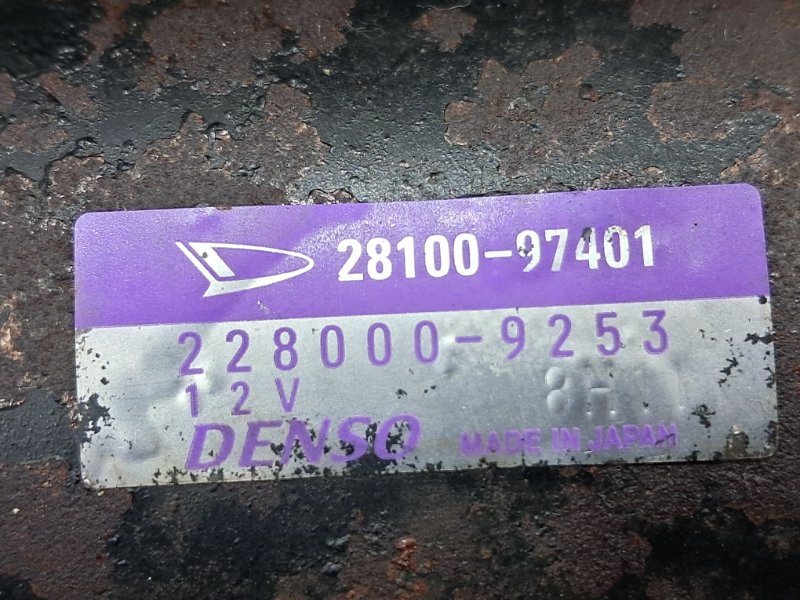 28100-97401
228000-9253
12V
DENSO MADE IN JAPAN